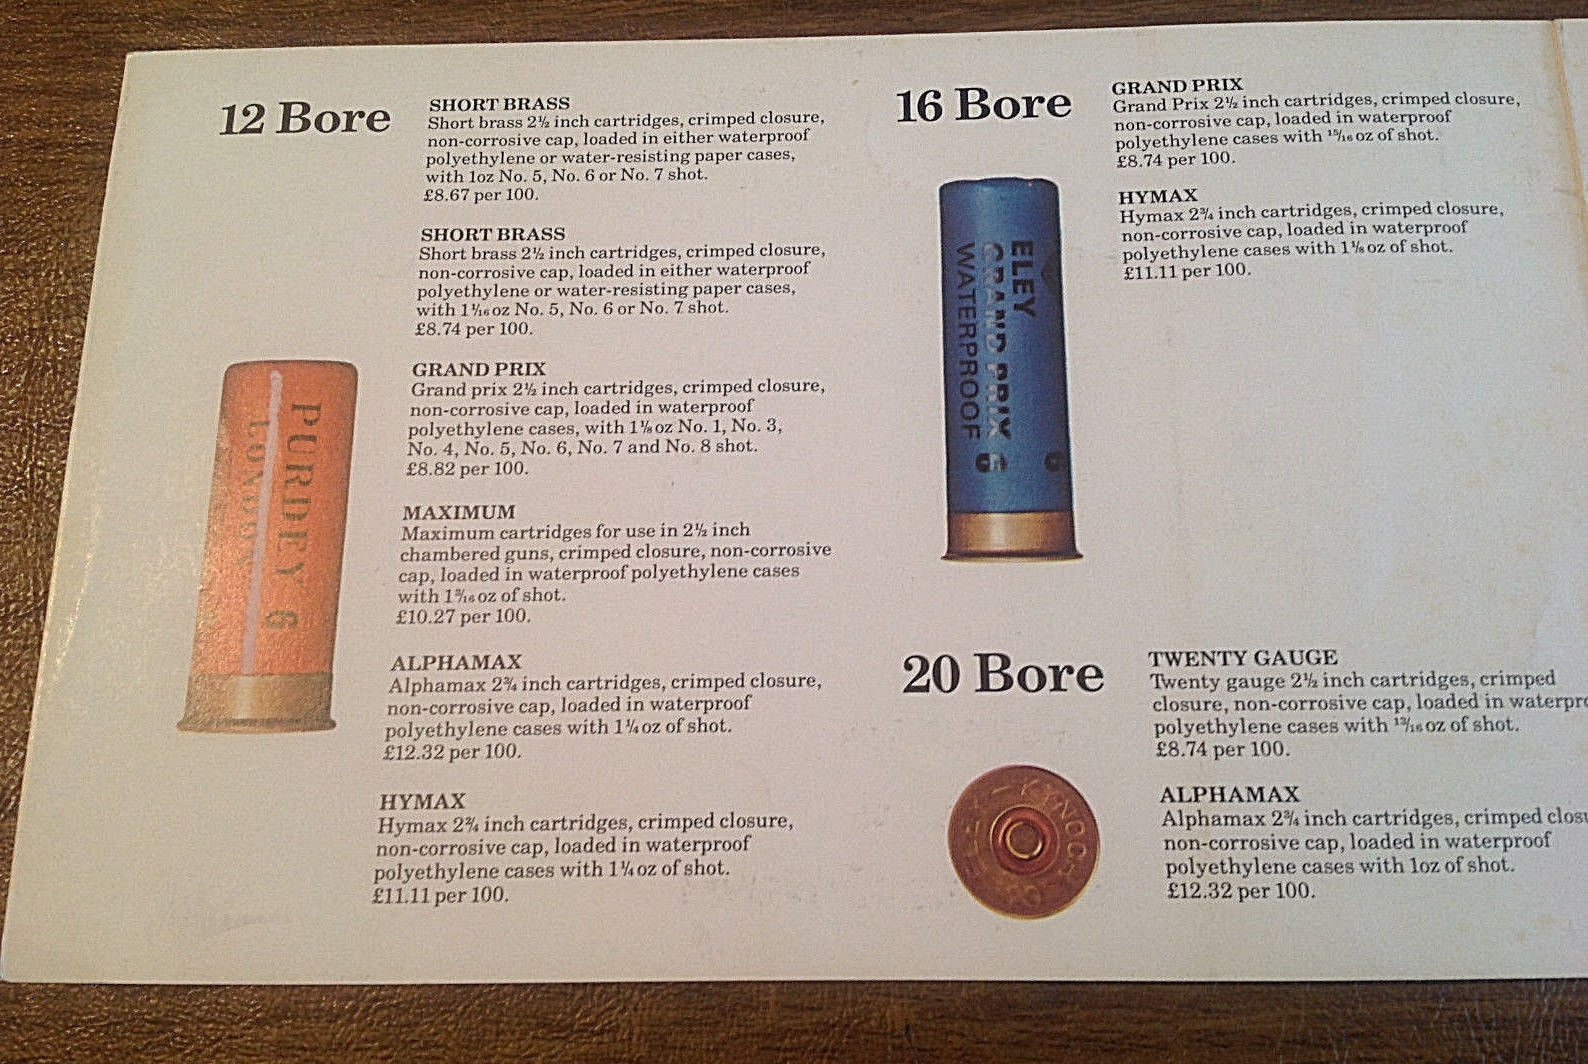 12 Bore
SHORT BRASS
Short brass 2½ inch cartridges, crimped closure,
non-corrosive cap, loaded in either waterproof
polyethylene or water-resisting paper cases,
with 1oz No. 5, No. 6 or No. 7 shot.
£8.67 per 100.
SHORT BRASS
Short brass 2½ inch cartridges, crimped closure,
non-corrosive cap, loaded in either waterproof
polyethylene or water-resisting paper cases,
with 1 1/16 oz No. 5, No. 6 or No. 7 shot.
£8.74 per 100.
GRAND PRIX
Grand prix 2½ inch cartridges, crimped closure,
non-corrosive cap, loaded in waterproof
polyethylene cases, with 1⅛ oz No. 1, No. 3,
No. 4, No. 5, No. 6, No. 7 and No. 8 shot.
£8.82 per 100.
MAXIMUM
Maximum cartridges for use in 2½ inch
chambered guns, crimped closure, non-corrosive
cap, loaded in waterproof polyethylene cases
with 1 3/16 oz of shot.
£10.27 per 100.
ALPHAMAX
Alphamax 2¾ inch cartridges, crimped closure,
non-corrosive cap, loaded in waterproof
polyethylene cases with 1¼ oz of shot.
£12.32 per 100.
HYMAX
Hymax 2¾ inch cartridges, crimped closure,
non-corrosive cap, loaded in waterproof
polyethylene cases with 1¼ oz of shot.
£11.11 per 100.
PURDEY 6
LONDON
16 Bore
GRAND PRIX
Grand Prix 2½ inch cartridges, crimped closure,
non-corrosive cap, loaded in waterproof
polyethylene cases with 15/16 oz of shot.
£8.74 per 100.
HYMAX
Hymax 2¾ inch cartridges, crimped closure,
non-corrosive cap, loaded in waterproof
polyethylene cases with 1⅛ oz of shot.
£11.11 per 100.
ELEY
GRAND PRIX 6
WATERPROOF
6
20 Bore
TWENTY GAUGE
Twenty gauge 2½ inch cartridges, crimped
closure, non-corrosive cap, loaded in waterpro
polyethylene cases with 13/16 oz of shot.
£8.74 per 100.
ALPHAMAX
Alphamax 2¾ inch cartridges, crimped closu
non-corrosive cap, loaded in waterproof
polyethylene cases with 1oz of shot.
£12.32 per 100.
ELEY-KYNOCH
20